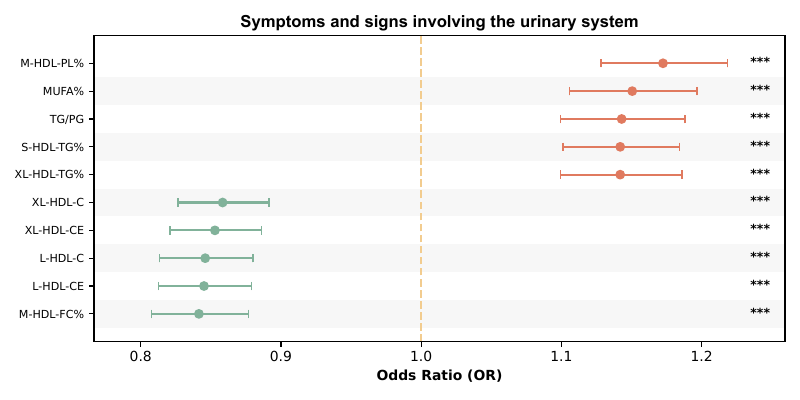 Symptoms and signs involving the urinary system
M-HDL-PL% ***
MUFA% ***
TG/PG ***
S-HDL-TG% ***
XL-HDL-TG% ***
XL-HDL-C ***
XL-HDL-CE ***
L-HDL-C ***
L-HDL-CE ***
M-HDL-FC% ***
0.8 0.9 1.0 1.1 1.2
Odds Ratio (OR)